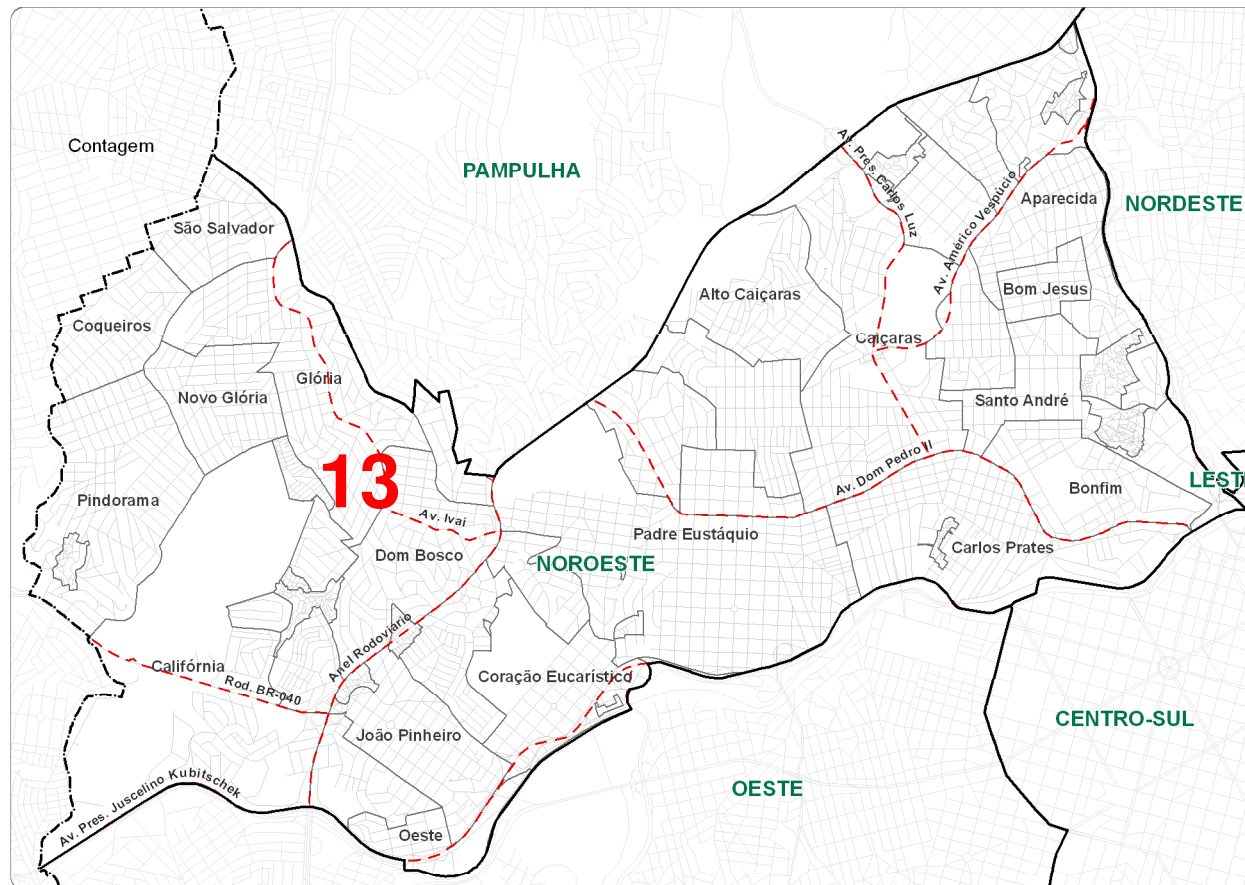 Contagem
PAMPULHA
Av. Pres. Carlos Luz
Av. Américo Vespúcio
Aparecida
NORDESTE
São Salvador
Coqueiros
Alto Caiçaras
Bom Jesus
Caiçaras
Glória
Novo Glória
Santo André
13
Av. Dom Pedro II
Pindorama
Bonfim
LEST
Av. Ivaí
Padre Eustáquio
Dom Bosco
NOROESTE
Carlos Prates
Anel Rodoviário
Califórnia
Rod. BR-040
Coração Eucarístico
João Pinheiro
CENTRO-SUL
Av. Pres. Juscelino Kubitschek
OESTE
Oeste